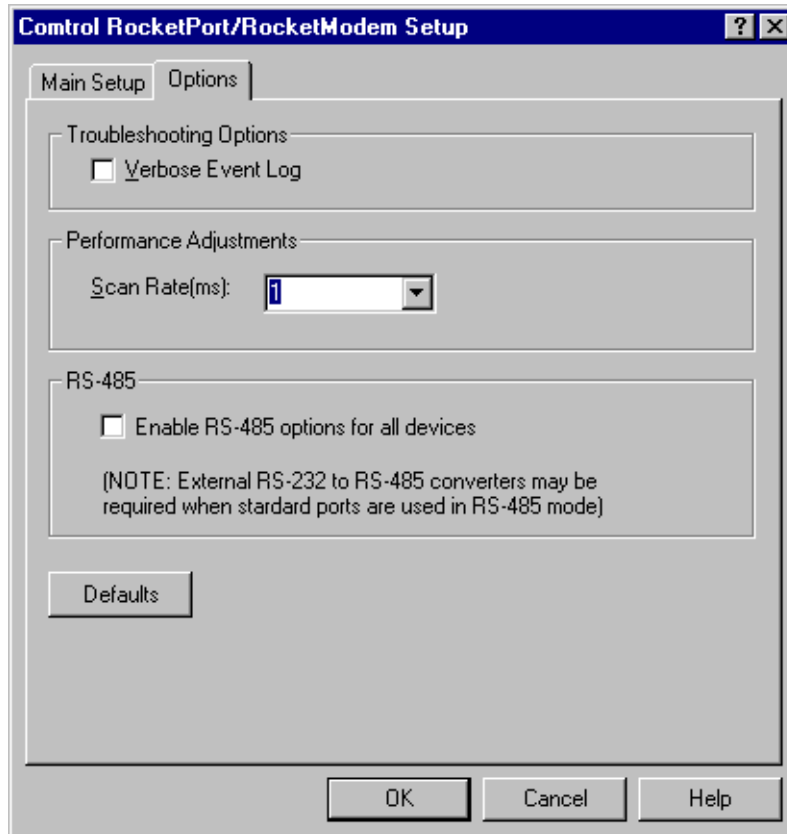 Comtrol RocketPort/RocketModem Setup
Main Setup Options
Troubleshooting Options
Verbose Event Log
Performance Adjustments
Scan Rate(ms): 1
RS-485
Enable RS-485 options for all devices
(NOTE: External RS-232 to RS-485 converters may be
required when stardard ports are used in RS-485 mode)
Defaults
OK Cancel Help